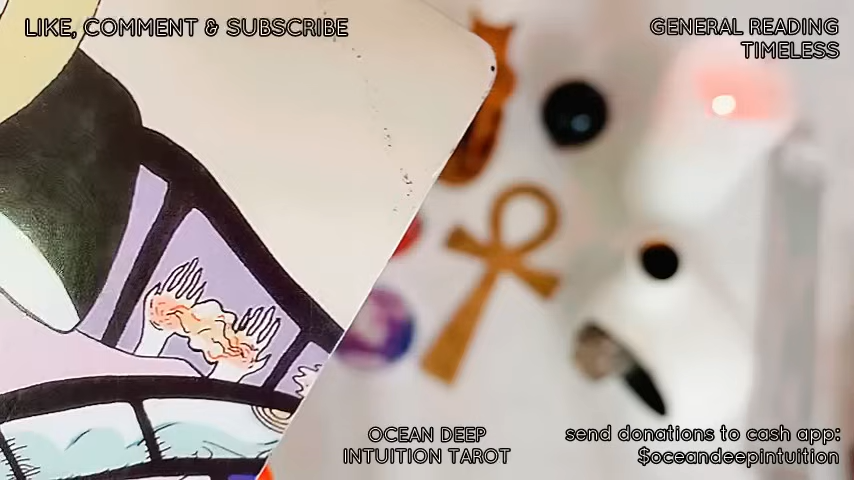 LIKE, COMMENT & SUBSCRIBE
GENERAL READING
TIMELESS
OCEAN DEEP
INTUITION TAROT
send donations to cash app:
$oceandeepintuition